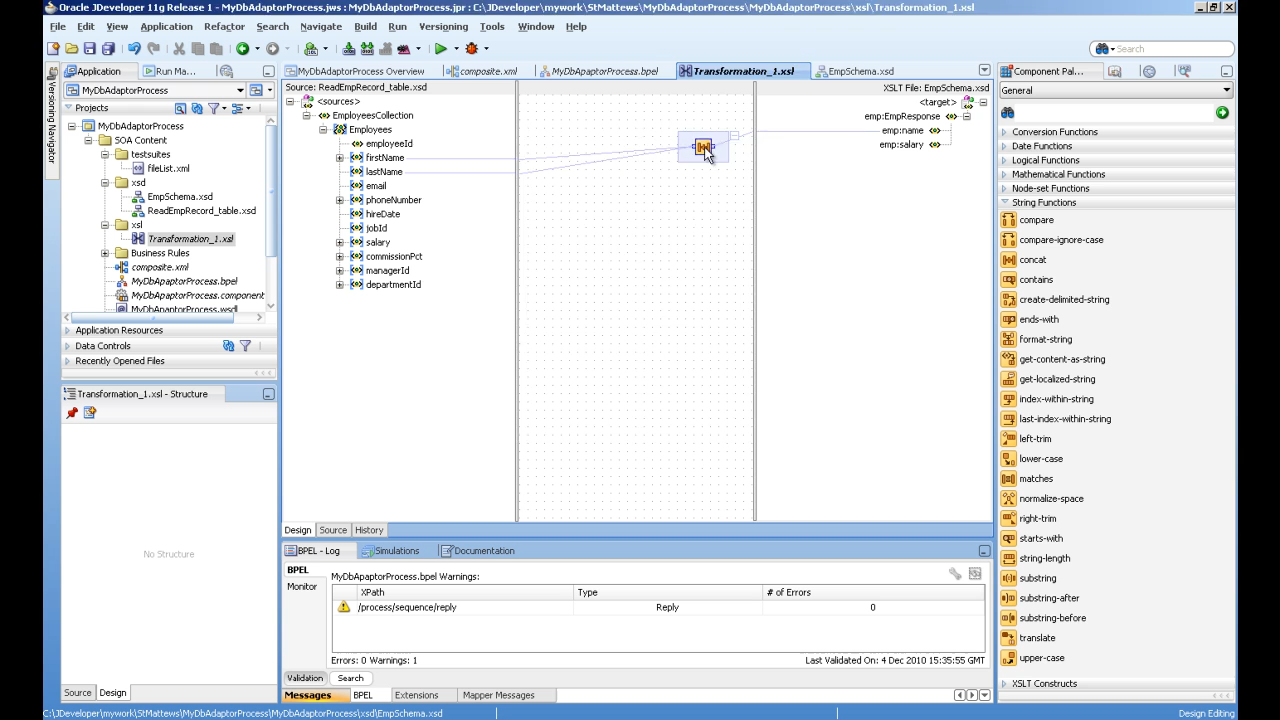 Oracle JDeveloper 11g Release 1 - MyDbAdaptorProcess.jws : MyDbAdaptorProcess.jpr : C:\JDeveloper\mywork\StMattews\MyDbAdaptorProcess\MyDbAdaptorProcess\xsl\Transformation_1.xsl
File Edit View Application Refactor Search Navigate Build Run Versioning Tools Window Help
Search
Versioning Navigator
Application Run Ma...
MyDbAdaptorProcess
Projects
MyDbAdaptorProcess
SOA Content
testsuites
fileList.xml
xsd
EmpSchema.xsd
ReadEmpRecord_table.xsd
xsl
Transformation_1.xsl
Business Rules
composite.xml
MyDbApaptorProcess.bpel
MyDbApaptorProcess.component
MyDbApaptorProcess.wsdl
Application Resources
Data Controls
Recently Opened Files
Transformation_1.xsl - Structure
No Structure
Source Design
MyDbAdaptorProcess Overview composite.xml MyDbApaptorProcess.bpel Transformation_1.xsl EmpSchema.xsd
Source: ReadEmpRecord_table.xsd XSLT File: EmpSchema.xsd
<sources>
EmployeesCollection
Employees
employeeId
firstName
lastName
email
phoneNumber
hireDate
jobId
salary
commissionPct
managerId
departmentId
<target>
emp:EmpResponse
emp:name
emp:salary
Design Source History
BPEL - Log Simulations Documentation
BPEL
Monitor
MyDbApaptorProcess.bpel Warnings:
XPath Type # of Errors
/process/sequence/reply Reply 0
Errors: 0 Warnings: 1 Last Validated On: 4 Dec 2010 15:35:55 GMT
Validation Search
Messages BPEL Extensions Mapper Messages
Component Pal...
General
Conversion Functions
Date Functions
Logical Functions
Mathematical Functions
Node-set Functions
String Functions
compare
compare-ignore-case
concat
contains
create-delimited-string
ends-with
format-string
get-content-as-string
get-localized-string
index-within-string
last-index-within-string
left-trim
lower-case
matches
normalize-space
right-trim
starts-with
string-length
substring
substring-after
substring-before
translate
upper-case
XSLT Constructs
C:\JDeveloper\mywork\StMattews\MyDbAdaptorProcess\MyDbAdaptorProcess\xsd\EmpSchema.xsd Design Editing